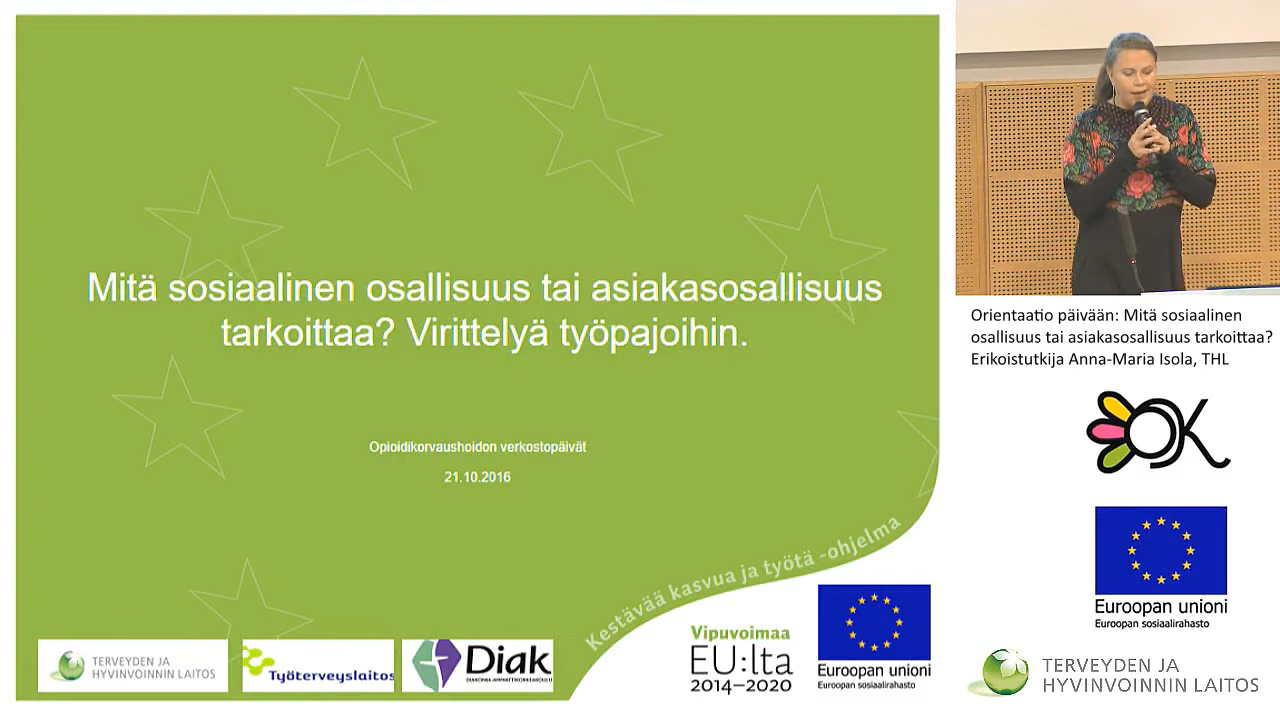 Mitä sosiaalinen osallisuus tai asiakasosallisuus
tarkoittaa? Virittelyä työpajoihin.
Opioidikorvaushoidon verkostopäivät
21.10.2016
Kestävää kasvua ja työtä -ohjelma
TERVEYDEN JA
HYVINVOINNIN LAITOS
Työterveyslaitos
Diak
DIAKONIA-AMMATTIKORKEAKOULU
Vipuvoimaa
EU:lta
2014–2020
Euroopan unioni
Euroopan sosiaalirahasto
Orientaatio päivään: Mitä sosiaalinen
osallisuus tai asiakasosallisuus tarkoittaa?
Erikoistutkija Anna-Maria Isola, THL
OK
Euroopan unioni
Euroopan sosiaalirahasto
TERVEYDEN JA
HYVINVOINNIN LAITOS